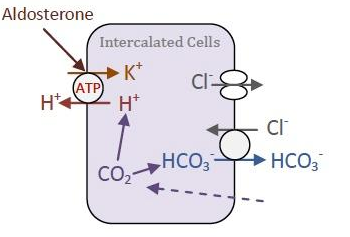 Aldosterone
Intercalated Cells
K⁺
Cl⁻
ATP
H⁺
H⁺
Cl⁻
HCO₃⁻
HCO₃⁻
CO₂